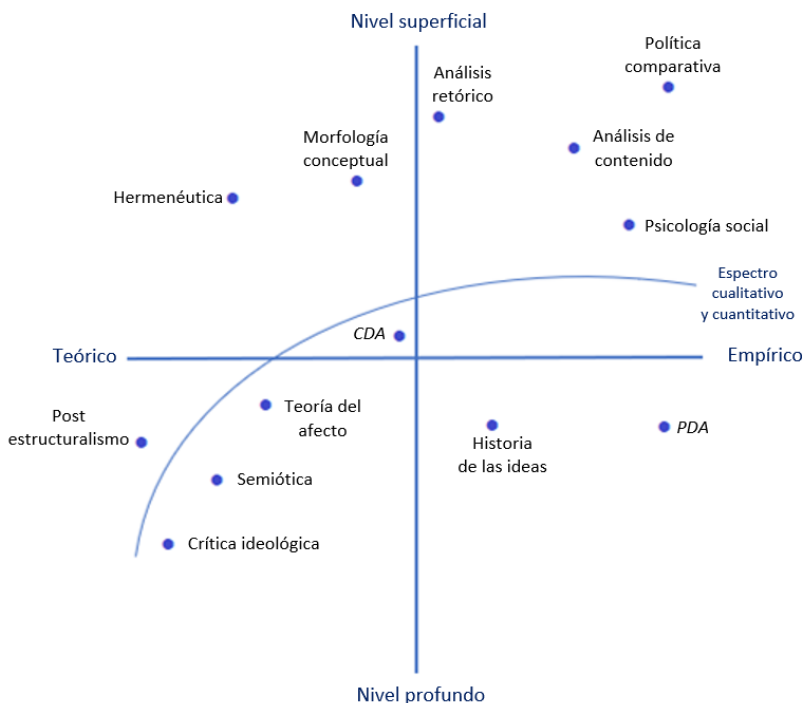 Nivel superficial
Política
comparativa
Análisis
retórico
Morfología
conceptual
Análisis de
contenido
Hermenéutica
Psicología social
Espectro
cualitativo
y cuantitativo
CDA
Teórico
Empírico
Teoría del
afecto
Post
estructuralismo
Historia
de las ideas
PDA
Semiótica
Crítica ideológica
Nivel profundo